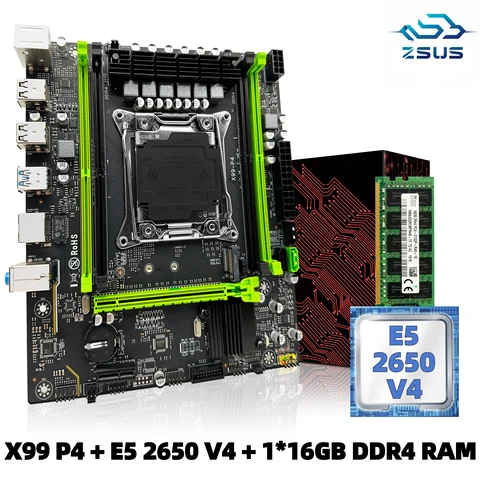 ZSUS
X99-P4
RoHS
E5
2650
V4
X99 P4 + E5 2650 V4 + 1*16GB DDR4 RAM